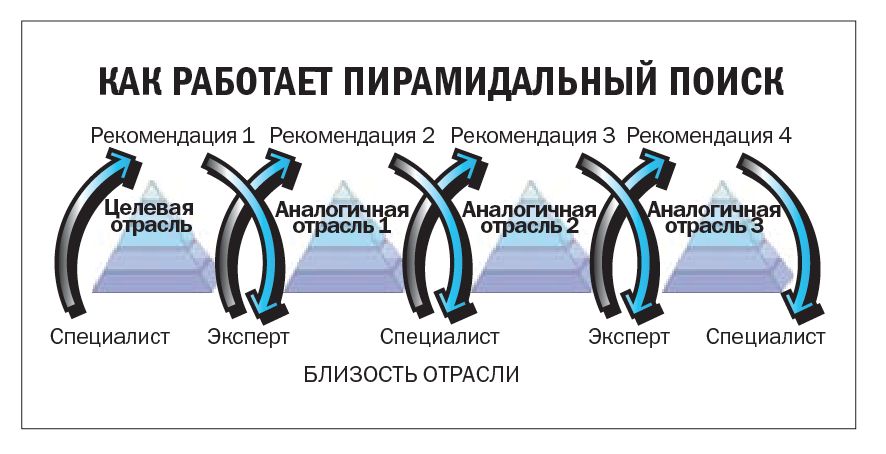 КАК РАБОТАЕТ ПИРАМИДАЛЬНЫЙ ПОИСК
Рекомендация 1 Рекомендация 2 Рекомендация 3 Рекомендация 4
Целевая
отрасль
Аналогичная
отрасль 1
Аналогичная
отрасль 2
Аналогичная
отрасль 3
Специалист Эксперт Специалист Эксперт Специалист
БЛИЗОСТЬ ОТРАСЛИ